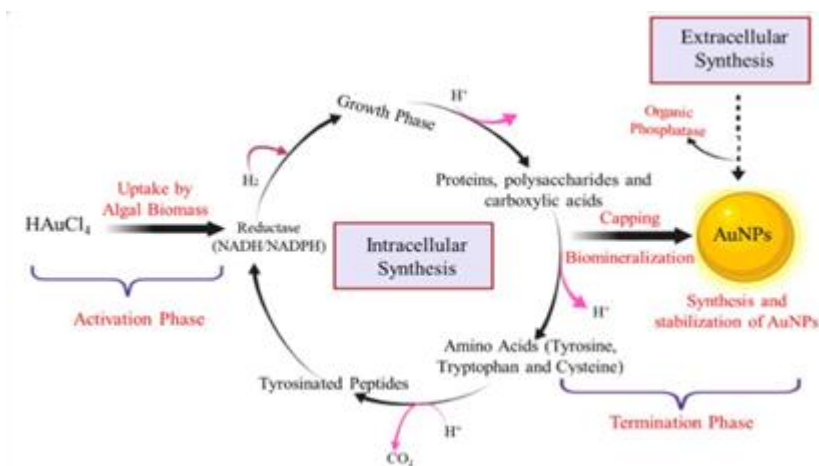 Extracellular
Synthesis
Organic
Phosphatase
Growth Phase
H⁺
H₂
Proteins, polysaccharides and
carboxylic acids
Uptake by
Algal Biomass
HAuCl₄
Reductase
(NADH/NADPH)
Intracellular
Synthesis
Capping
Biomineralization
AuNPs
Activation Phase
H⁺
Synthesis and
stabilization of AuNPs
Amino Acids (Tyrosine,
Tryptophan and Cysteine)
Tyrosinated Peptides
H⁺
CO₂
Termination Phase